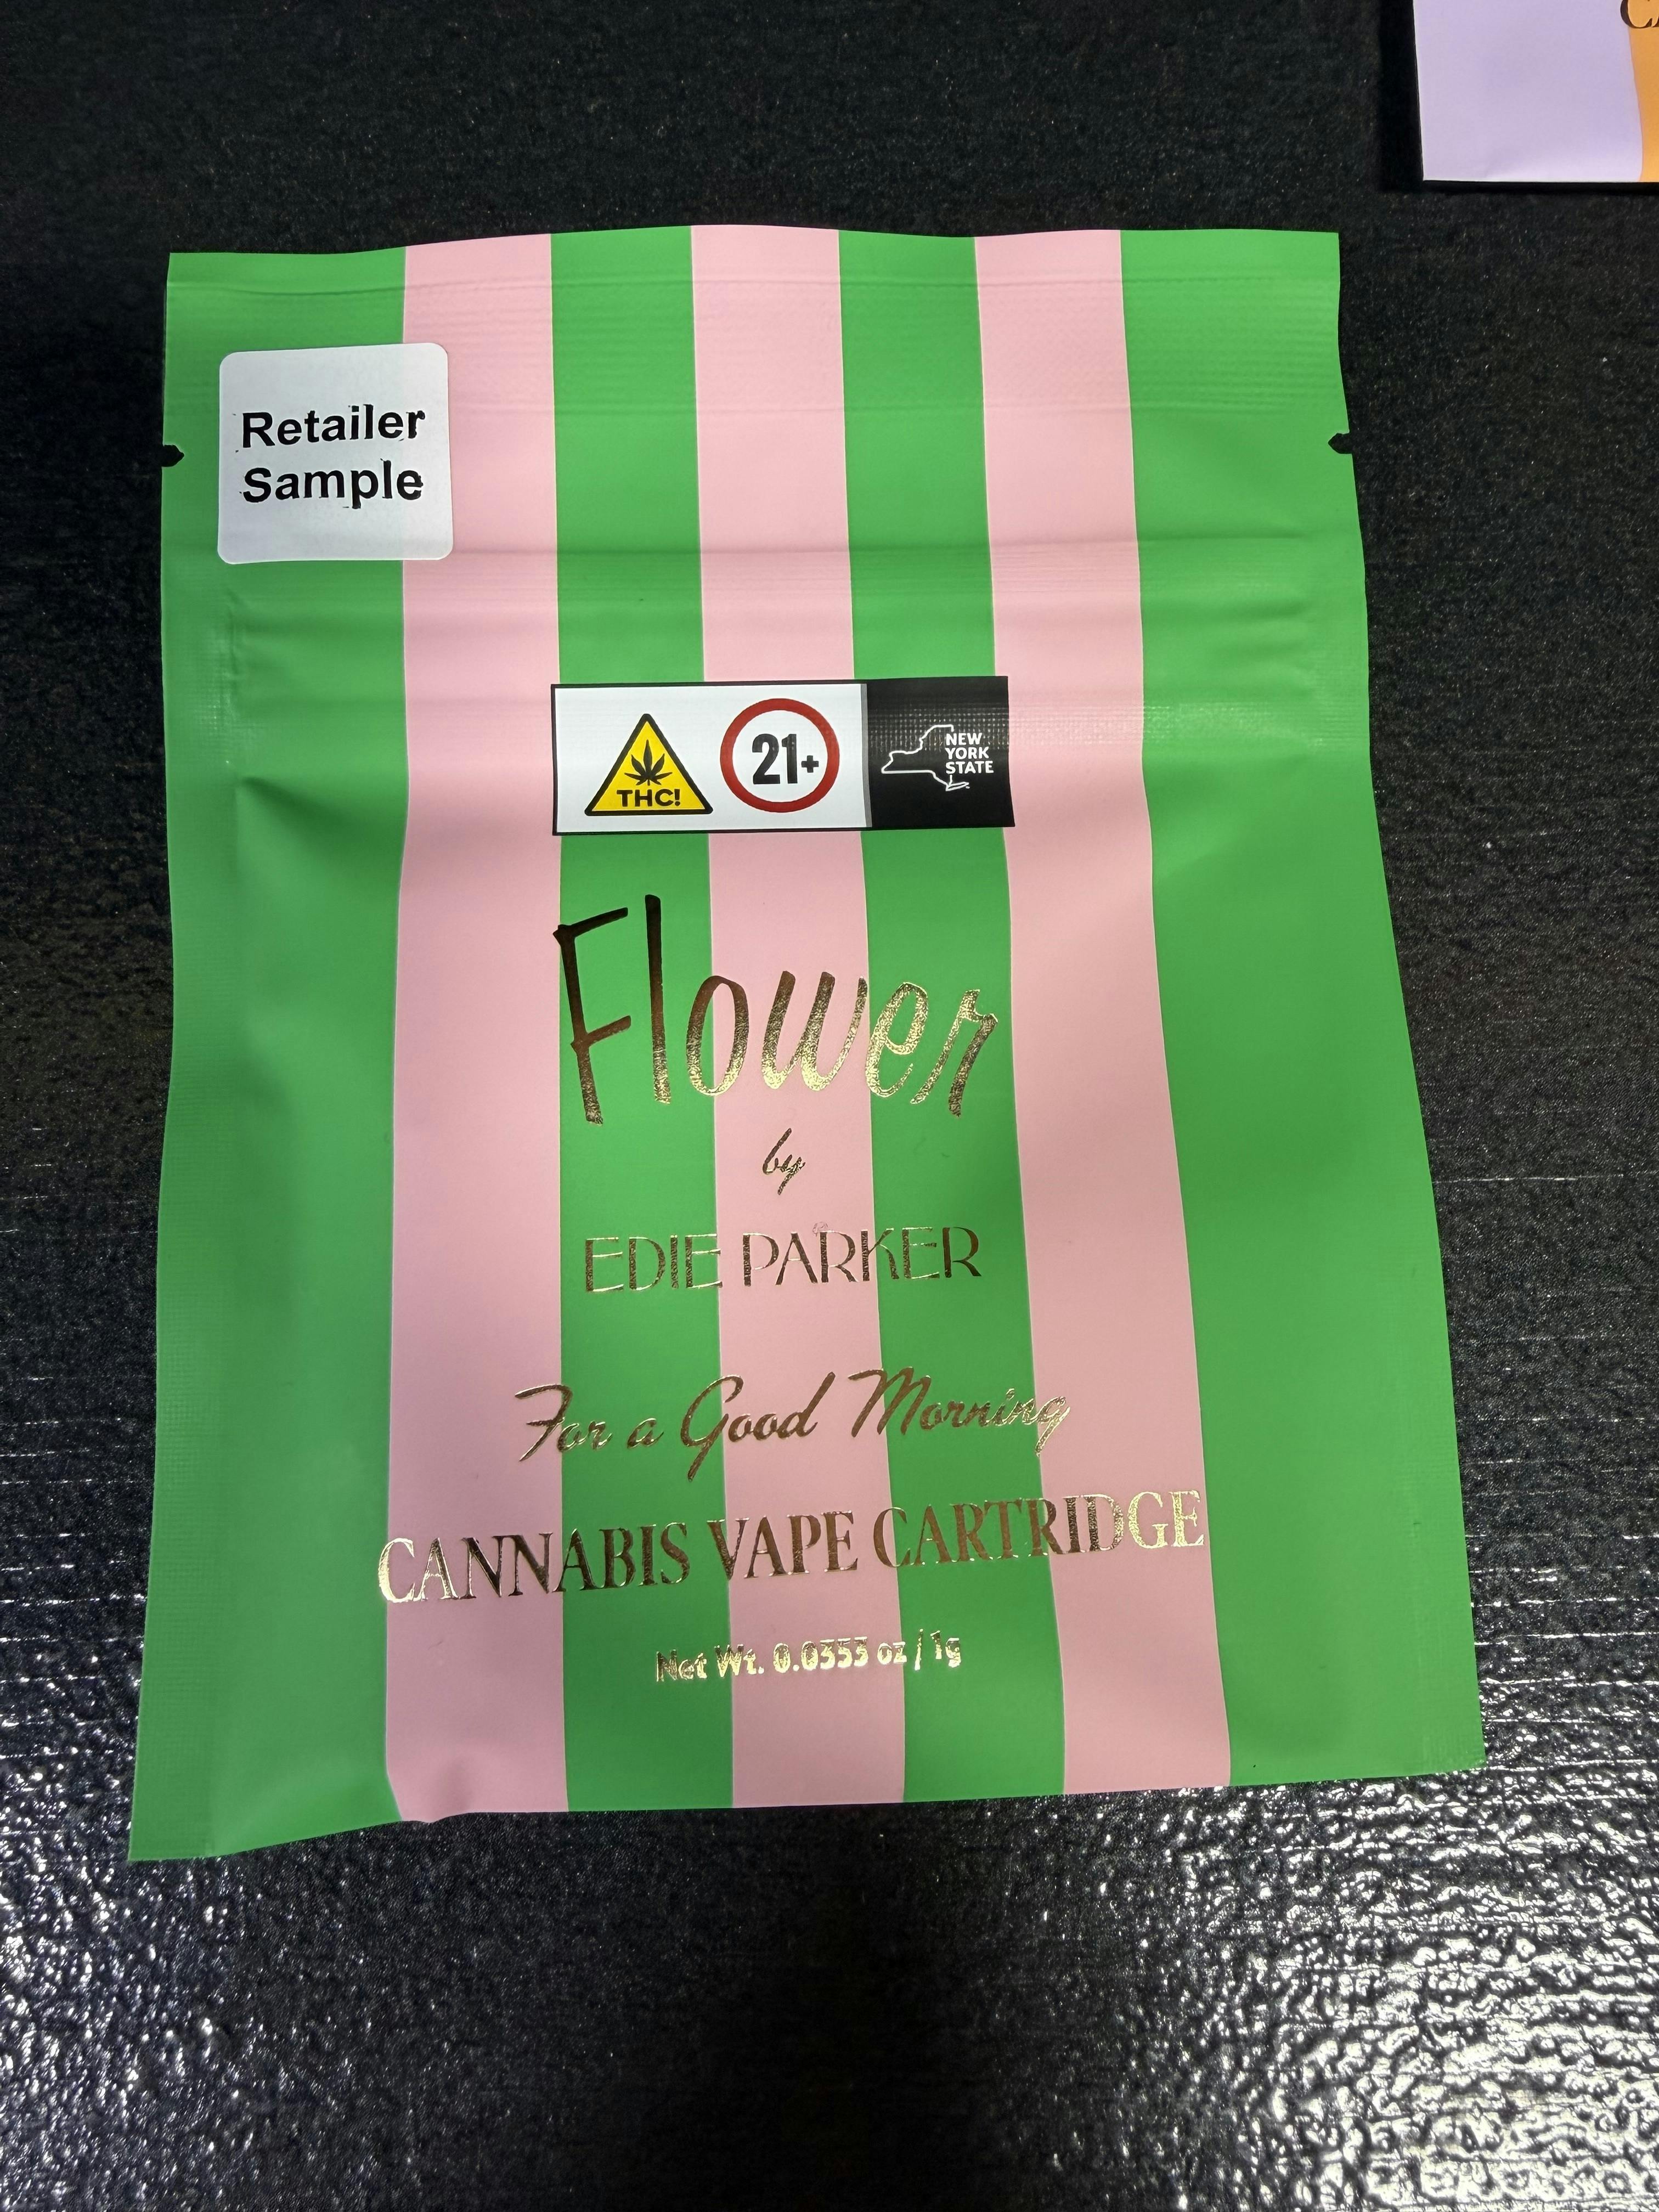 Retailer
Sample
THC!
21+
NEW
YORK
STATE
Flower
by
EDIE PARKER
For a Good Morning
CANNABIS VAPE CARTRIDGE
Net Wt. 0.0353 oz / 1g